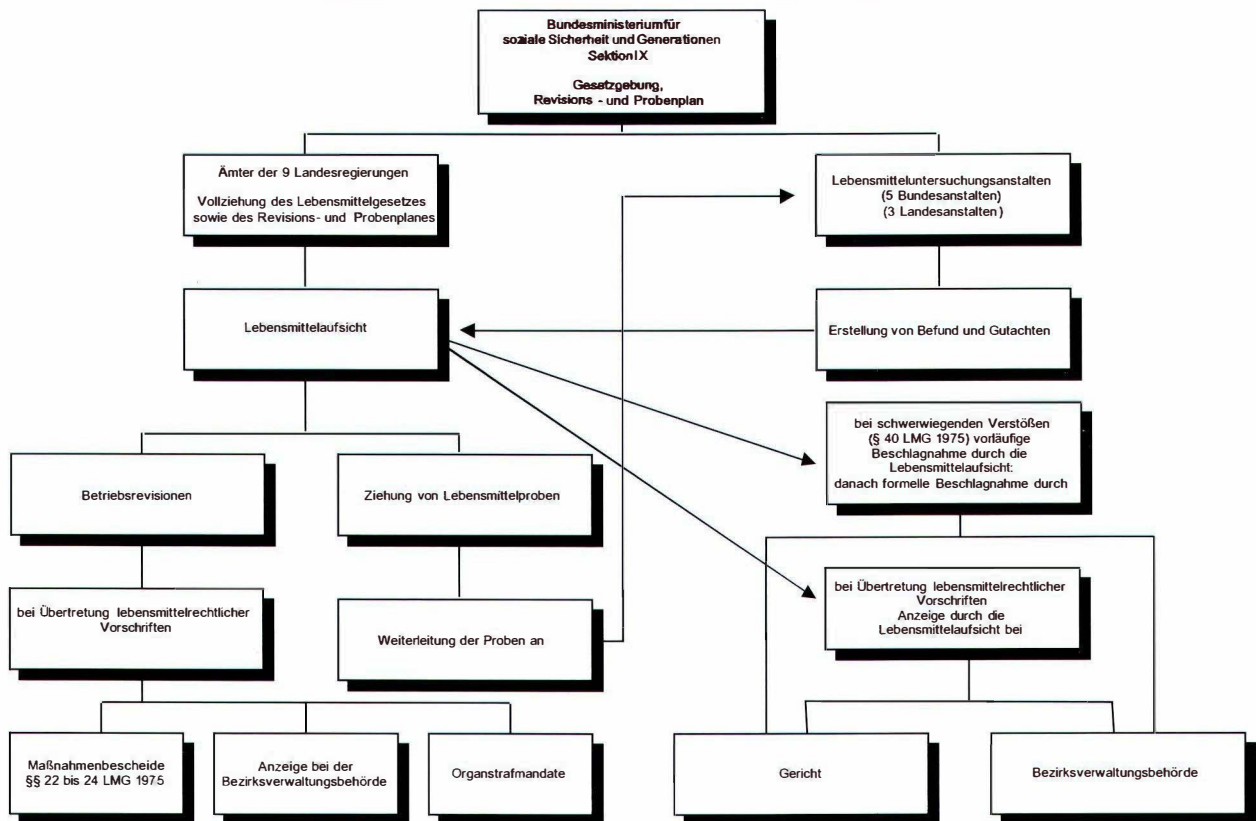 Bundesministerium für
soziale Sicherheit und Generationen
Sektion IX
Gesetzgebung,
Revisions - und Probenplan
Ämter der 9 Landesregierungen
Vollziehung des Lebensmittelgesetzes
sowie des Revisions- und Probenplanes
Lebensmitteluntersuchungsanstalten
(5 Bundesanstalten)
(3 Landesanstalten)
Lebensmittelaufsicht
Erstellung von Befund und Gutachten
bei schwerwiegenden Verstößen
(§ 40 LMG 1975) vorläufige
Beschlagnahme durch die
Lebensmittelaufsicht:
danach formelle Beschlagnahme durch
Betriebsrevisionen
Ziehung von Lebensmittelproben
bei Übertretung lebensmittelrechtlicher
Vorschriften
Weiterleitung der Proben an
bei Übertretung lebensmittelrechtlicher
Vorschriften
Anzeige durch die
Lebensmittelaufsicht bei
Maßnahmenbescheide
§§ 22 bis 24 LMG 1975
Anzeige bei der
Bezirksverwaltungsbehörde
Organstrafmandate
Gericht
Bezirksverwaltungsbehörde